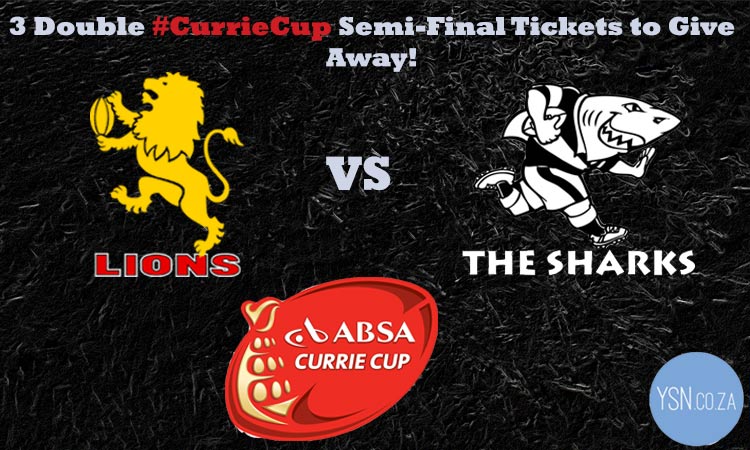 3 Double #CurrieCup Semi-Final Tickets to Give
Away!
VS
LIONS
THE SHARKS
ABSA
CURRIE CUP
YSN.CO.ZA